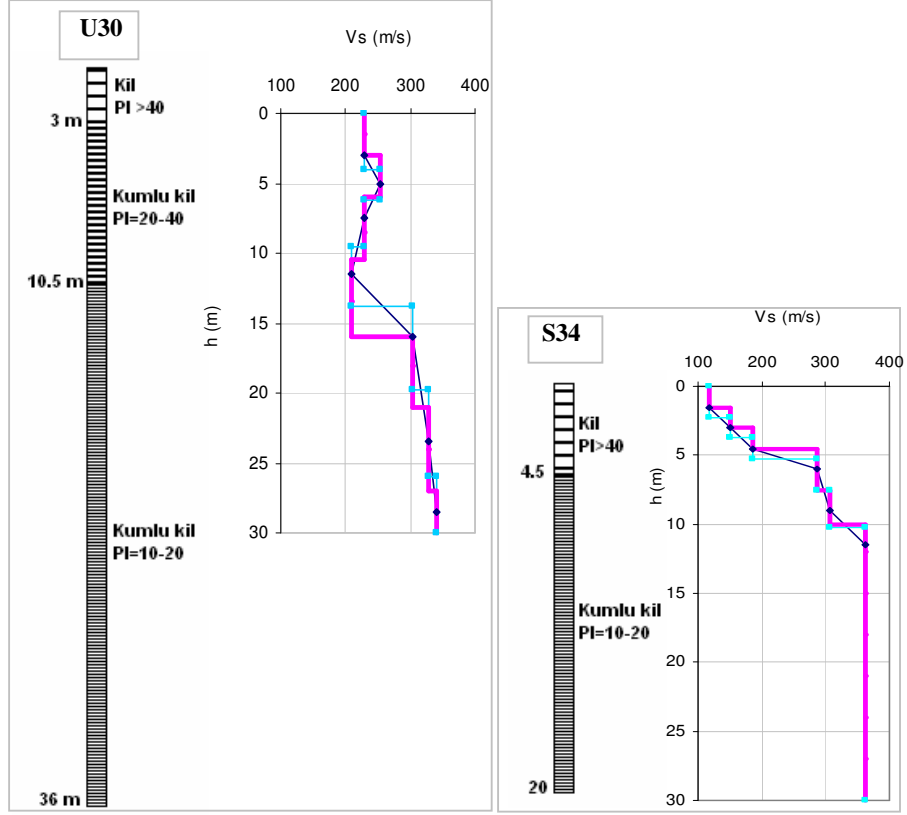 U30
Kil
PI >40
3 m
Kumlu kil
PI=20-40
10.5 m
Kumlu kil
PI=10-20
36 m
Vs (m/s)
100 200 300 400
0
5
10
15
20
25
30
h (m)
S34
Kil
PI>40
4.5
Kumlu kil
PI=10-20
20
Vs (m/s)
100 200 300 400
0
5
10
15
20
25
30
h (m)